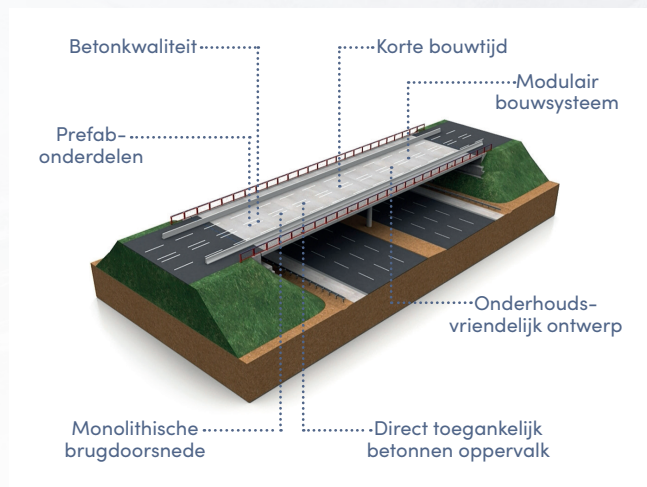 Betonkwaliteit
Korte bouwtijd
Modulair
bouwsysteem
Prefab-
onderdelen
Onderhouds-
vriendelijk ontwerp
Monolithische
brugdoorsnede
Direct toegankelijk
betonnen oppervalk